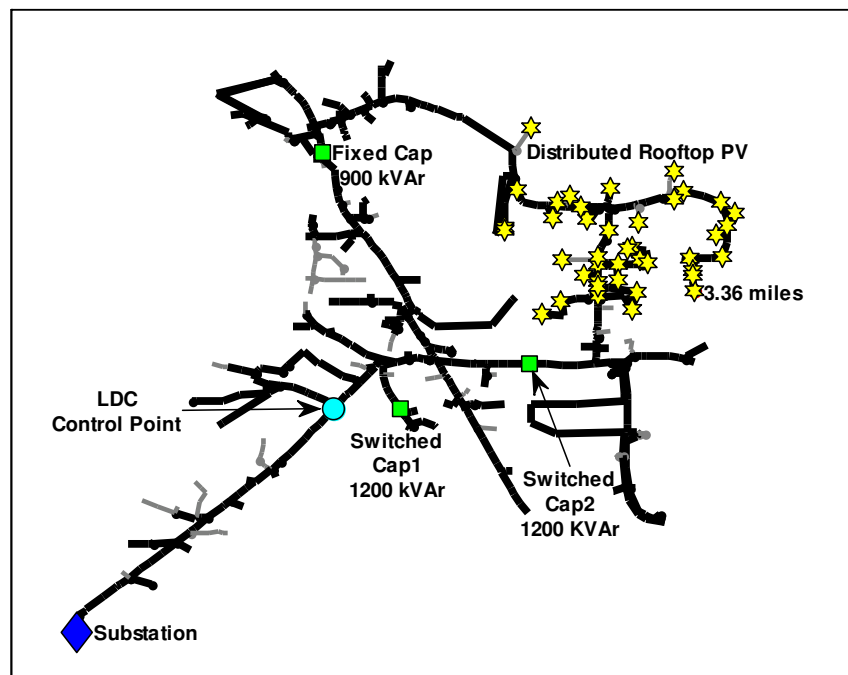 Fixed Cap
900 kVAr
Distributed Rooftop PV
3.36 miles
LDC
Control Point
Switched
Cap1
1200 kVAr
Switched
Cap2
1200 KVAr
Substation